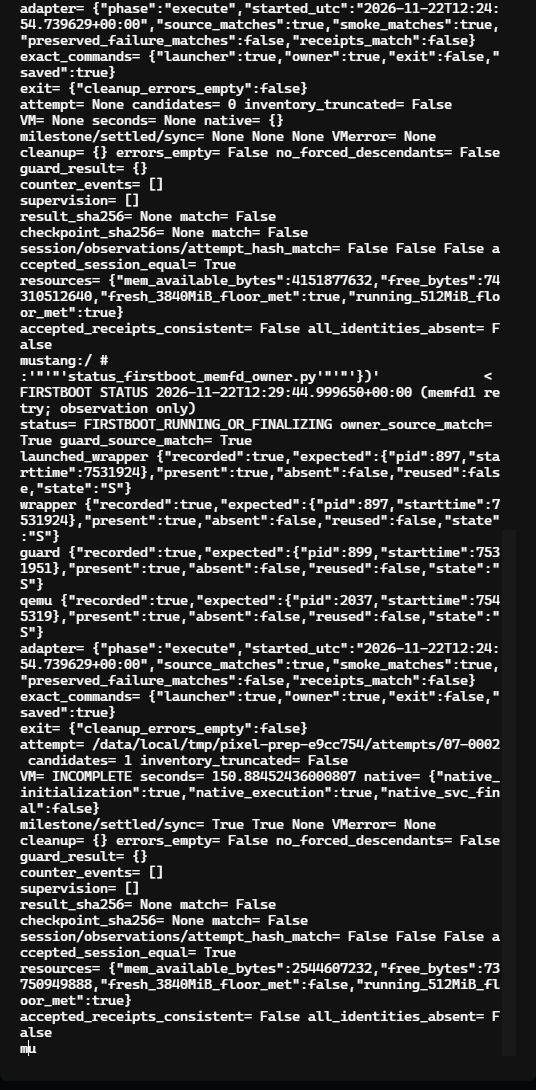 adapter= {"phase":"execute","started_utc":"2026-11-22T12:24:
54.739629+00:00","source_matches":true,"smoke_matches":true,
"preserved_failure_matches":false,"receipts_match":false}
exact_commands= {"launcher":true,"owner":true,"exit":false,"
saved":true}
exit= {"cleanup_errors_empty":false}
attempt= None candidates= 0 inventory_truncated= False
VM= None seconds= None native= {}
milestone/settled/sync= None None None VMerror= None
cleanup= {} errors_empty= False no_forced_descendants= False
guard_result= {}
counter_events= []
supervision= []
result_sha256= None match= False
checkpoint_sha256= None match= False
session/observations/attempt_hash_match= False False False a
ccepted_session_equal= True
resources= {"mem_available_bytes":4151877632,"free_bytes":74
310512640,"fresh_3840MiB_floor_met":true,"running_512MiB_flo
or_met":true}
accepted_receipts_consistent= False all_identities_absent= F
alse
mustang:/ #
:'"'"'status_firstboot_memfd_owner.py'"'"'})'              <
FIRSTBOOT STATUS 2026-11-22T12:29:44.999650+00:00 (memfd1 re
try; observation only)
status= FIRSTBOOT_RUNNING_OR_FINALIZING owner_source_match=
True guard_source_match= True
launched_wrapper {"recorded":true,"expected":{"pid":897,"sta
rttime":7531924},"present":true,"absent":false,"reused":fals
e,"state":"S"}
wrapper {"recorded":true,"expected":{"pid":897,"starttime":7
531924},"present":true,"absent":false,"reused":false,"state"
:"S"}
guard {"recorded":true,"expected":{"pid":899,"starttime":753
1951},"present":true,"absent":false,"reused":false,"state":"
S"}
qemu {"recorded":true,"expected":{"pid":2037,"starttime":754
5319},"present":true,"absent":false,"reused":false,"state":"
S"}
adapter= {"phase":"execute","started_utc":"2026-11-22T12:24:
54.739629+00:00","source_matches":true,"smoke_matches":true,
"preserved_failure_matches":false,"receipts_match":false}
exact_commands= {"launcher":true,"owner":true,"exit":false,"
saved":true}
exit= {"cleanup_errors_empty":false}
attempt= /data/local/tmp/pixel-prep-e9cc754/attempts/07-0002
 candidates= 1 inventory_truncated= False
VM= INCOMPLETE seconds= 150.88452436000807 native= {"native_
initialization":true,"native_execution":true,"native_svc_fin
al":false}
milestone/settled/sync= True True None VMerror= None
cleanup= {} errors_empty= False no_forced_descendants= False
guard_result= {}
counter_events= []
supervision= []
result_sha256= None match= False
checkpoint_sha256= None match= False
session/observations/attempt_hash_match= False False False a
ccepted_session_equal= True
resources= {"mem_available_bytes":2544607232,"free_bytes":73
750949888,"fresh_3840MiB_floor_met":false,"running_512MiB_fl
oor_met":true}
accepted_receipts_consistent= False all_identities_absent= F
alse
mu